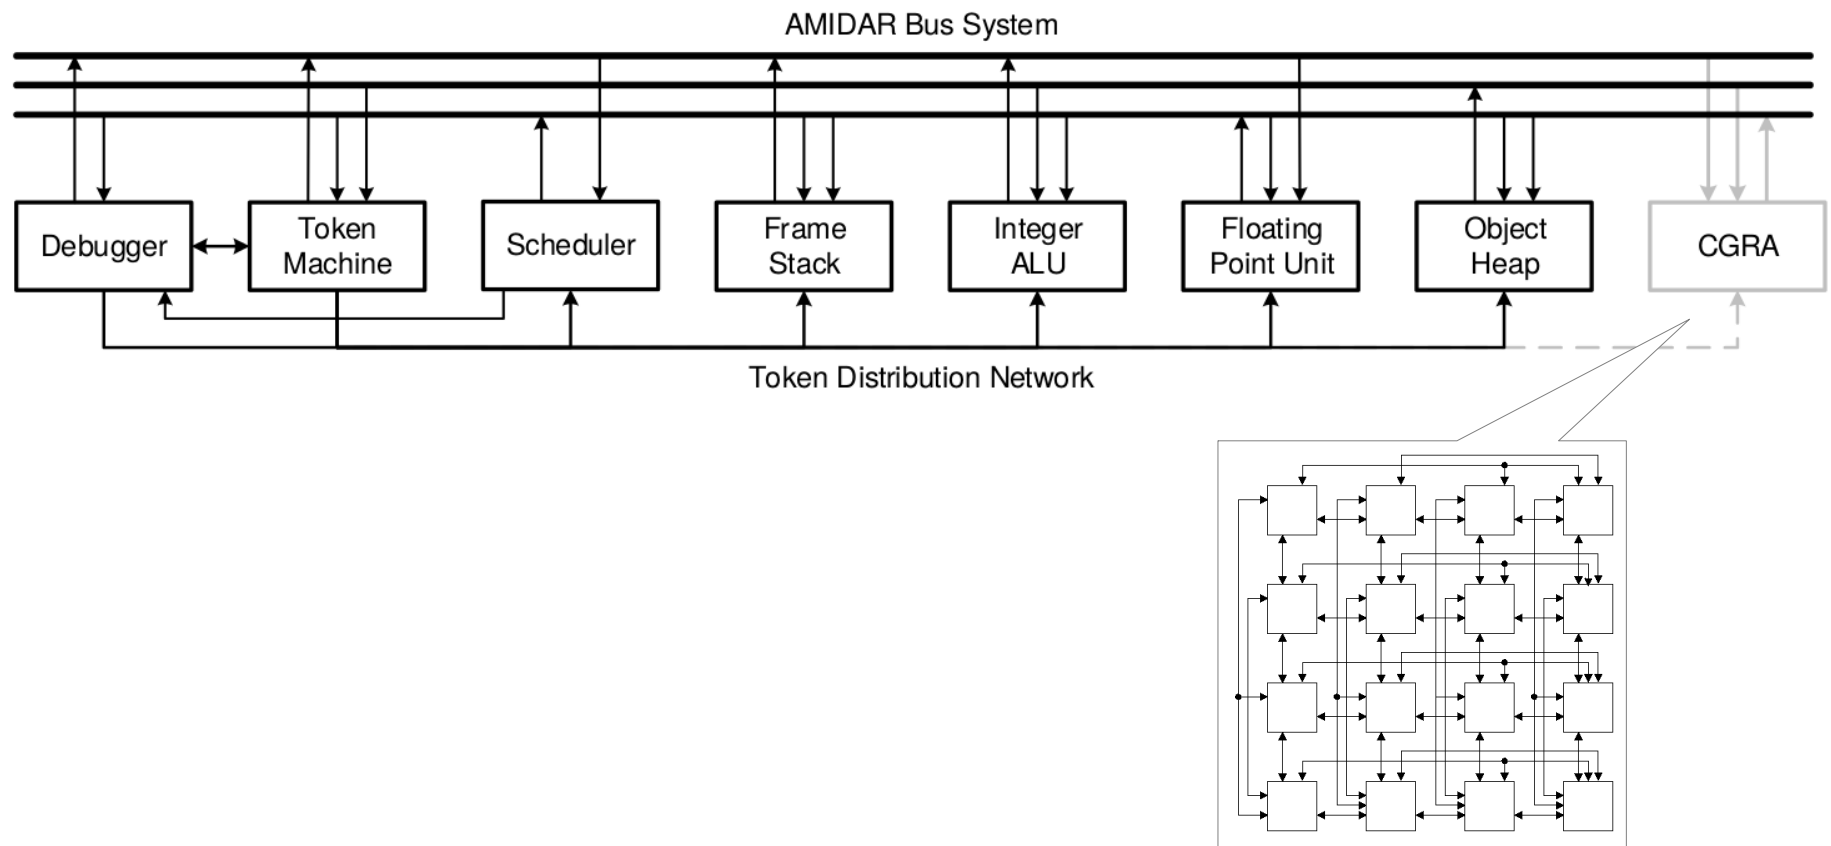 AMIDAR Bus System
Debugger
Token
Machine
Scheduler
Frame
Stack
Integer
ALU
Floating
Point Unit
Object
Heap
CGRA
Token Distribution Network